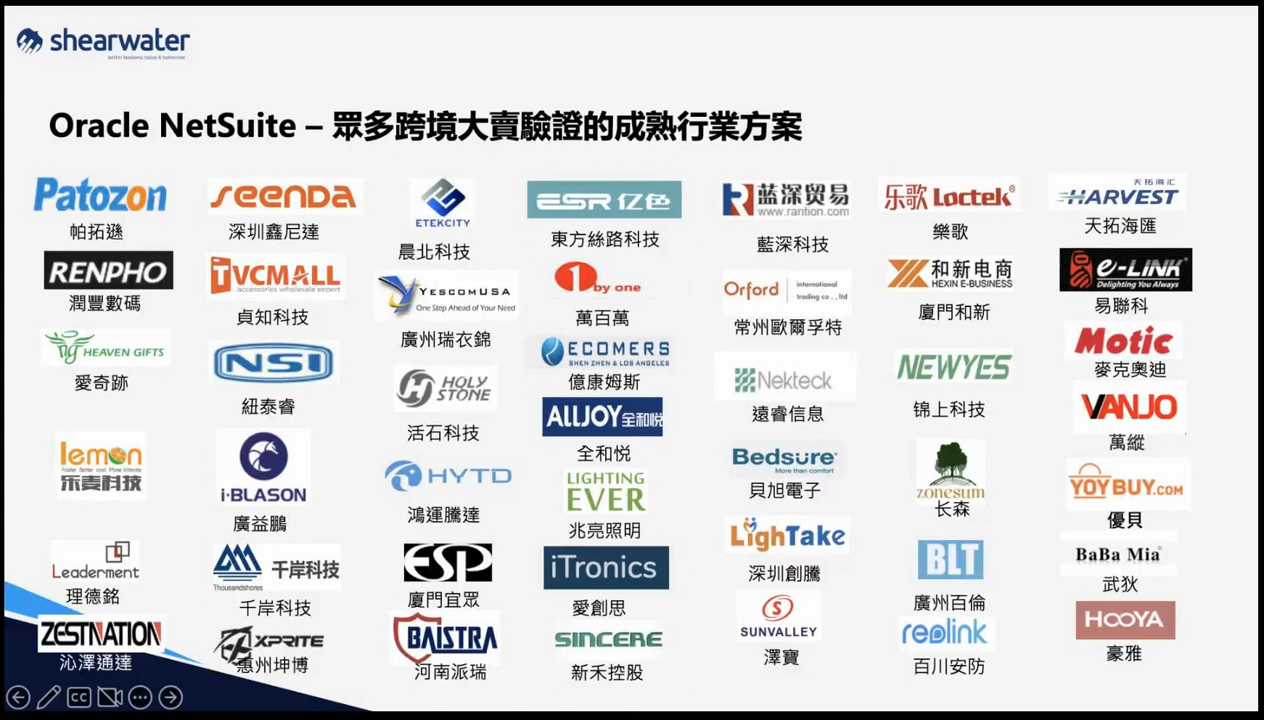 shearwater
better business today & tomorrow
Oracle NetSuite – 眾多跨境大賣驗證的成熟行業方案
Patozon
帕拓遜
seenda
深圳鑫尼達
ETEKCITY
晨北科技
ESR 亿色
東方絲路科技
蓝深贸易
www.rantion.com
藍深科技
乐歌 Loctek®
樂歌
天拓海汇
HARVEST
天拓海匯
RENPHO
潤豐數碼
TVCMALL
accessories wholesale expert
貞知科技
YESCOMUSA
One Step Ahead of Your Need
廣州瑞衣錦
1 by one
萬百萬
Orford
international
trading co., ltd
常州歐爾孚特
和新电商
HEXIN E-BUSINESS
廈門和新
e-LINK
Delighting You Always
易聯科
HEAVEN GIFTS
愛奇跡
NSI
紐泰睿
HOLY
STONE
活石科技
ECOMERS
SHEN ZHEN & LOS ANGELES
億康姆斯
Nekteck
遠睿信息
NEWYES
锦上科技
Motic
麥克奧迪
lemon
Faster Better and More Intimate
乐麦科技
i-BLASON
廣益鵬
HYTD
鴻運騰達
ALLJOY 全和悦
全和悦
LIGHTING
EVER
兆亮照明
Bedsure®
More than comfort
貝旭電子
zonesum
长森
VANJO
萬縱
YOYBUY.COM
優貝
Leaderment
理德銘
Thousandshores
千岸科技
千岸科技
ESP
廈門宜眾
iTronics
愛創思
LighTake
深圳創騰
BLT
廣州百倫
BaBa Mia®
武狄
ZESTNATION
沁澤通達
XPRITE
惠州坤博
BAISTRA
河南派瑞
SINCERE
新禾控股
SUNVALLEY
澤寶
reolink
百川安防
HOOYA
豪雅
CC